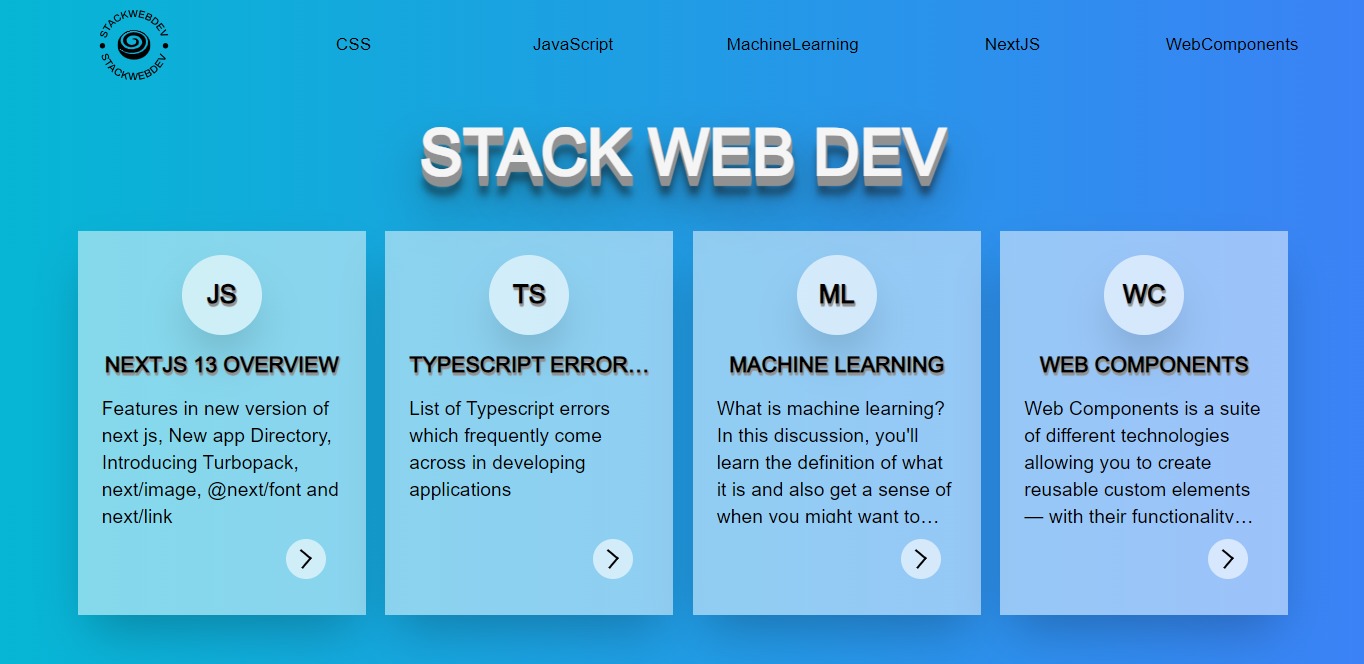 STACKWEBDEV
STACKWEBDEV
CSS JavaScript MachineLearning NextJS WebComponents
STACK WEB DEV
JS
NEXTJS 13 OVERVIEW
Features in new version of
next js, New app Directory,
Introducing Turbopack,
next/image, @next/font and
next/link
TS
TYPESCRIPT ERROR…
List of Typescript errors
which frequently come
across in developing
applications
ML
MACHINE LEARNING
What is machine learning?
In this discussion, you'll
learn the definition of what
it is and also get a sense of
when you might want to…
WC
WEB COMPONENTS
Web Components is a suite
of different technologies
allowing you to create
reusable custom elements
— with their functionality…